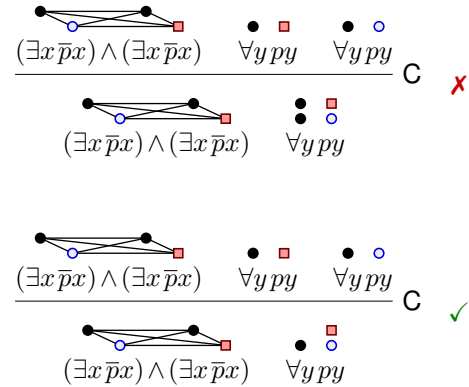 (∃x p̅x) ∧ (∃x p̅x) ∀y py ∀y py
C ✗
(∃x p̅x) ∧ (∃x p̅x) ∀y py
(∃x p̅x) ∧ (∃x p̅x) ∀y py ∀y py
C ✓
(∃x p̅x) ∧ (∃x p̅x) ∀y py